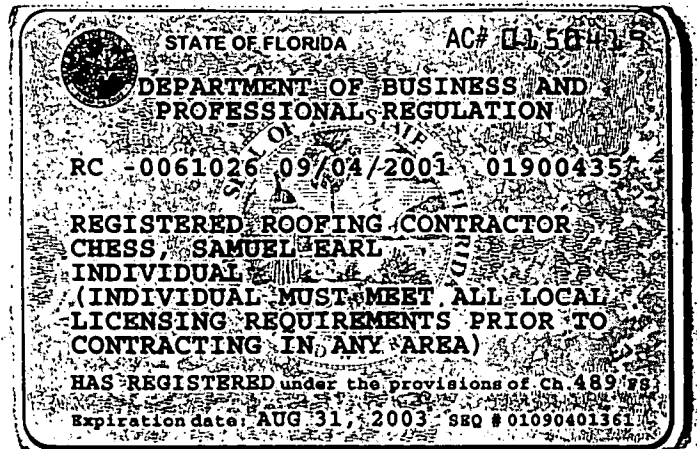 STATE OF FLORIDA AC#
DEPARTMENT OF BUSINESS AND
PROFESSIONAL REGULATION
RC -0061026 09/04/2001 01900435
REGISTERED ROOFING CONTRACTOR
CHESS, SAMUEL EARL
INDIVIDUAL
(INDIVIDUAL MUST MEET ALL LOCAL
LICENSING REQUIREMENTS PRIOR TO
CONTRACTING IN ANY AREA)
HAS REGISTERED under the provisions of Ch.489 FS
Expiration date: AUG 31, 2003 SEQ # 01090401361